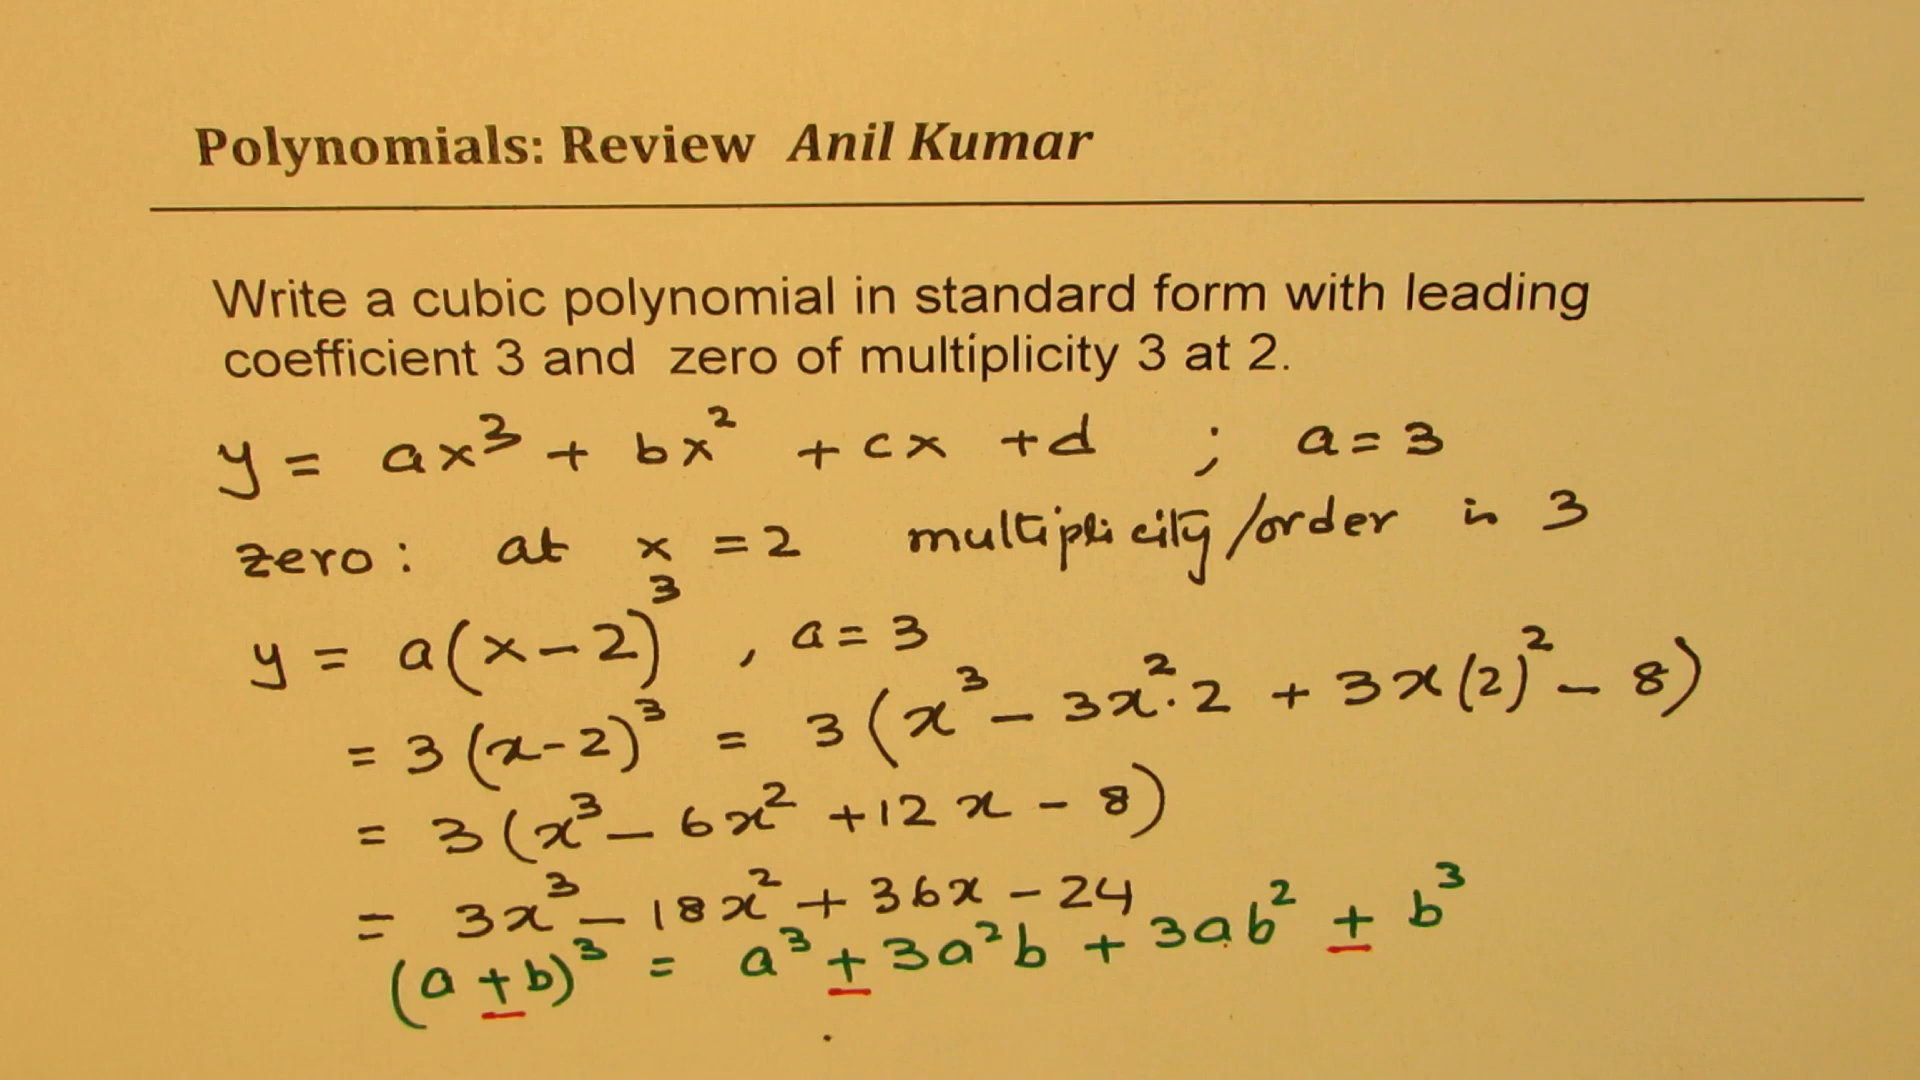 Polynomials: Review Anil Kumar
Write a cubic polynomial in standard form with leading
coefficient 3 and zero of multiplicity 3 at 2.
y = ax³ + bx² + cx + d ; a = 3
zero: at x = 2 multiplicity/order is 3
y = a(x-2)³ , a = 3
= 3(x-2)³ = 3(x³ - 3x²·2 + 3x(2)² - 8)
= 3(x³ - 6x² + 12x - 8)
= 3x³ - 18x² + 36x - 24
(a ± b)³ = a³ ± 3a²b + 3ab² ± b³